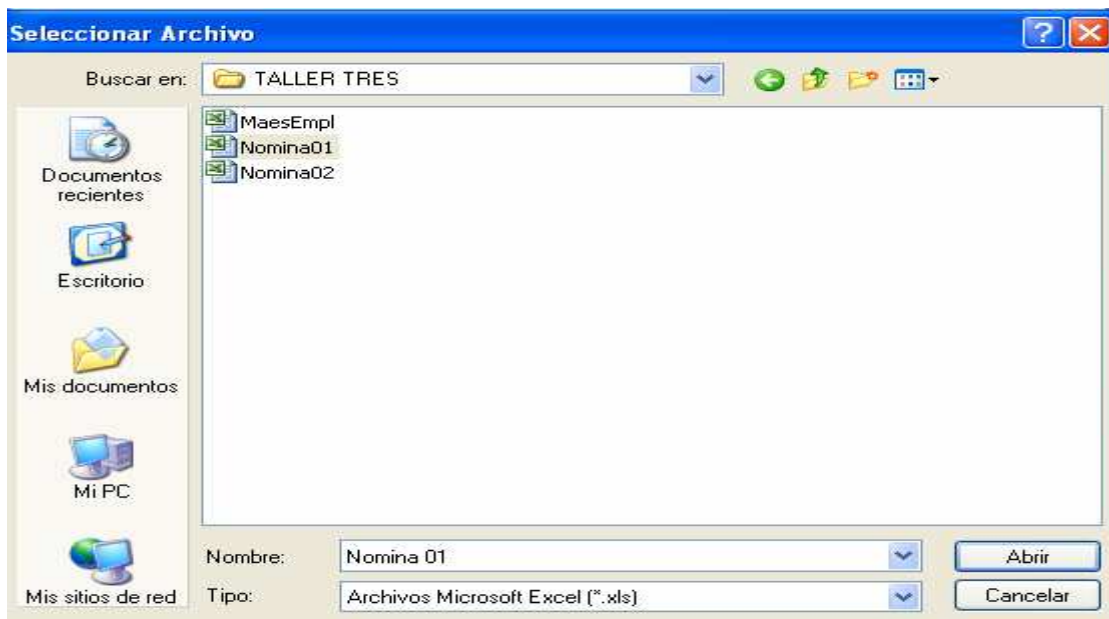 Seleccionar Archivo
Buscar en: TALLER TRES
MaesEmpl
Nomina01
Nomina02
Documentos
recientes
Escritorio
Mis documentos
Mi PC
Mis sitios de red
Nombre: Nomina 01 Abrir
Tipo: Archivos Microsoft Excel (*.xls) Cancelar